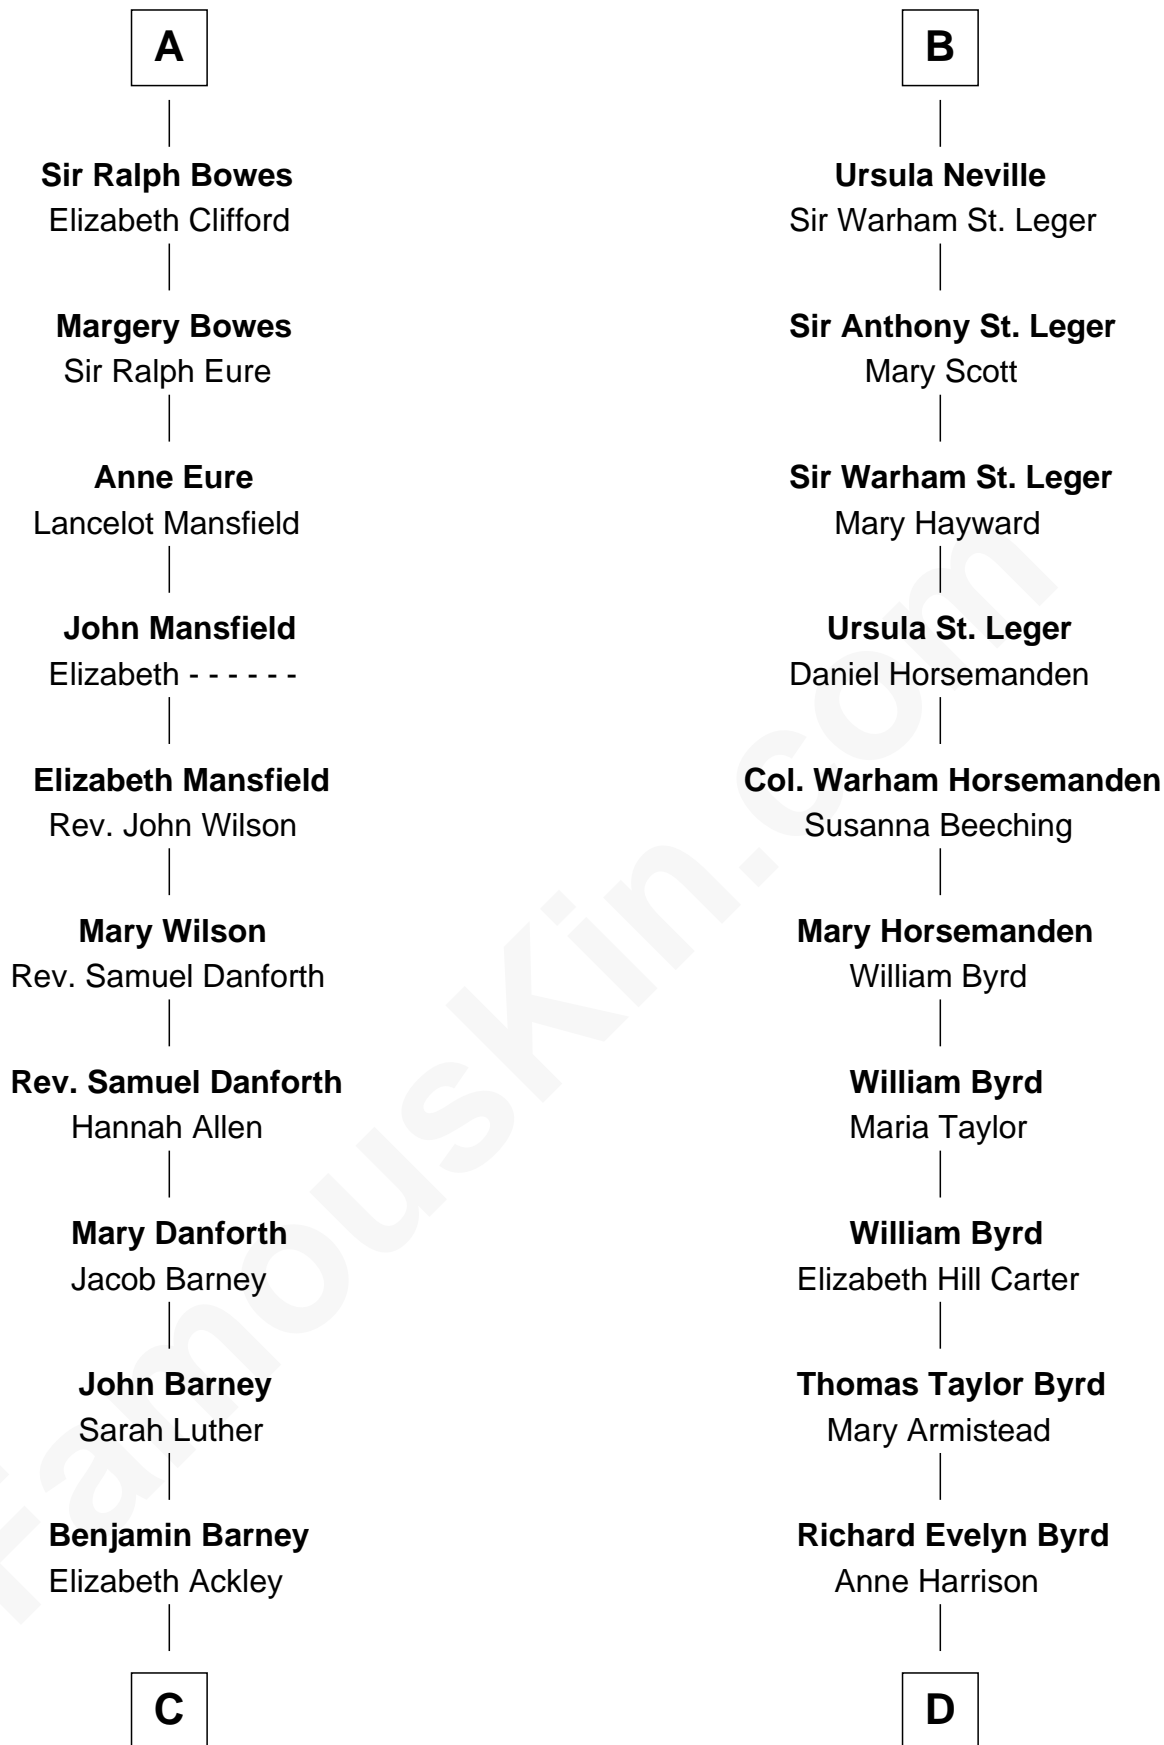 A
Sir Ralph Bowes
Elizabeth Clifford
Margery Bowes
Sir Ralph Eure
Anne Eure
Lancelot Mansfield
John Mansfield
Elizabeth - - - - - -
Elizabeth Mansfield
Rev. John Wilson
Mary Wilson
Rev. Samuel Danforth
Rev. Samuel Danforth
Hannah Allen
Mary Danforth
Jacob Barney
John Barney
Sarah Luther
Benjamin Barney
Elizabeth Ackley
C
B
Ursula Neville
Sir Warham St. Leger
Sir Anthony St. Leger
Mary Scott
Sir Warham St. Leger
Mary Hayward
Ursula St. Leger
Daniel Horsemanden
Col. Warham Horsemanden
Susanna Beeching
Mary Horsemanden
William Byrd
William Byrd
Maria Taylor
William Byrd
Elizabeth Hill Carter
Thomas Taylor Byrd
Mary Armistead
Richard Evelyn Byrd
Anne Harrison
D
FamousKin.com